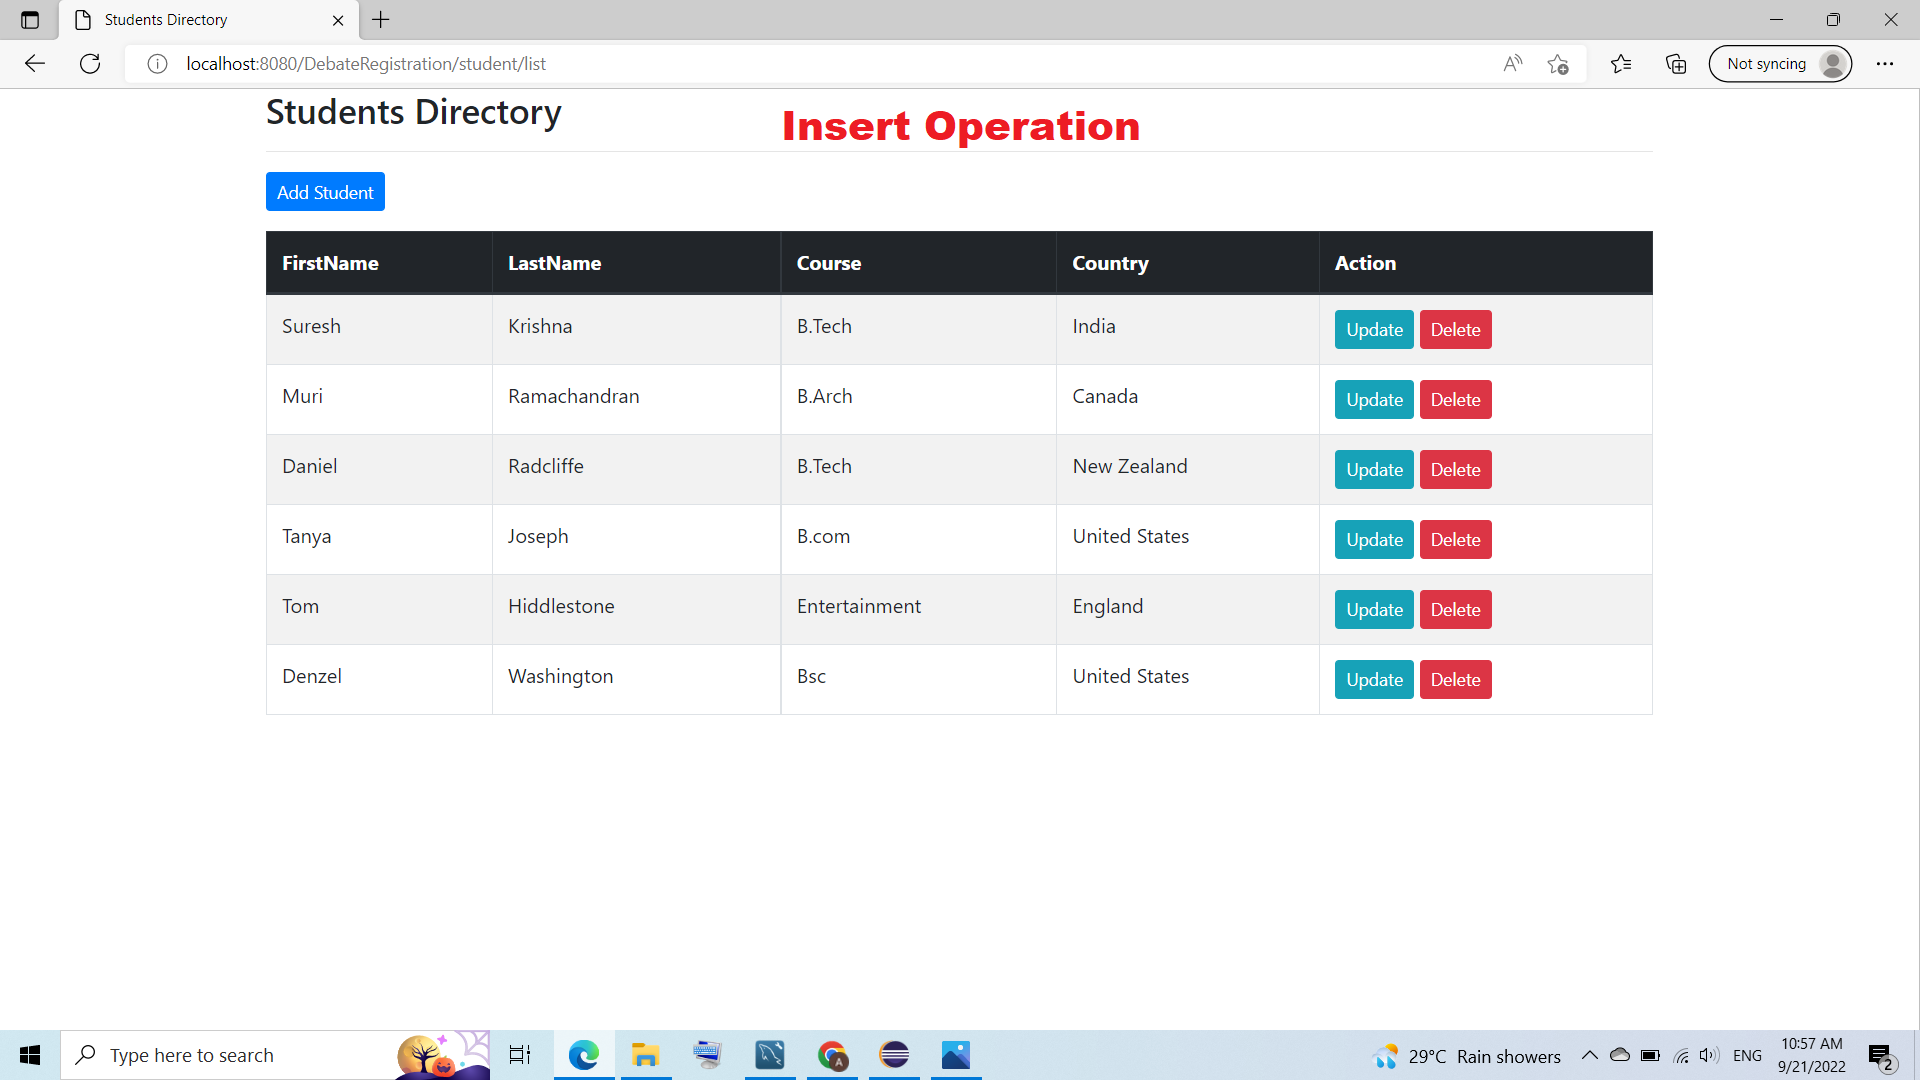 Students Directory
localhost:8080/DebateRegistration/student/list
Not syncing
Students Directory
Insert Operation
Add Student
FirstName LastName Course Country Action
Suresh Krishna B.Tech India Update Delete
Muri Ramachandran B.Arch Canada Update Delete
Daniel Radcliffe B.Tech New Zealand Update Delete
Tanya Joseph B.com United States Update Delete
Tom Hiddlestone Entertainment England Update Delete
Denzel Washington Bsc United States Update Delete
Type here to search
A
29°C Rain showers
ENG
10:57 AM
9/21/2022
2